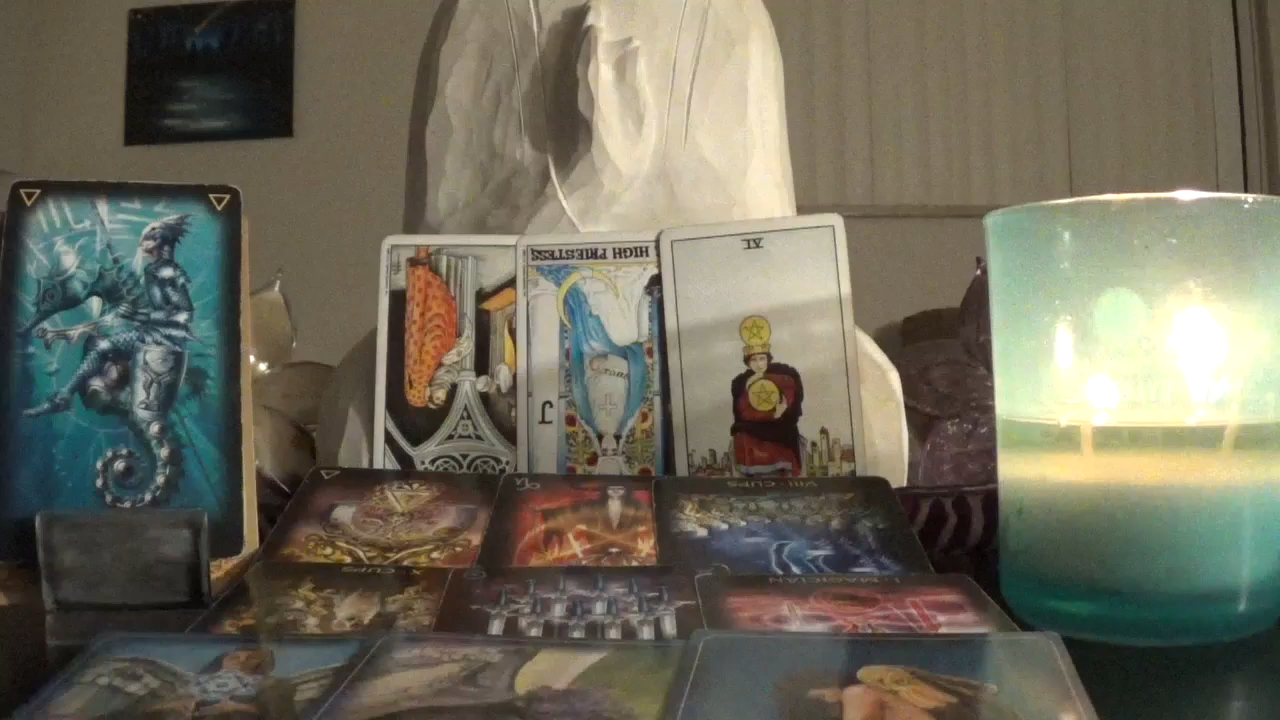 HIGH PRIESTESS
IV
J
VIII · CUPS
CUPS
I · MAGICIAN